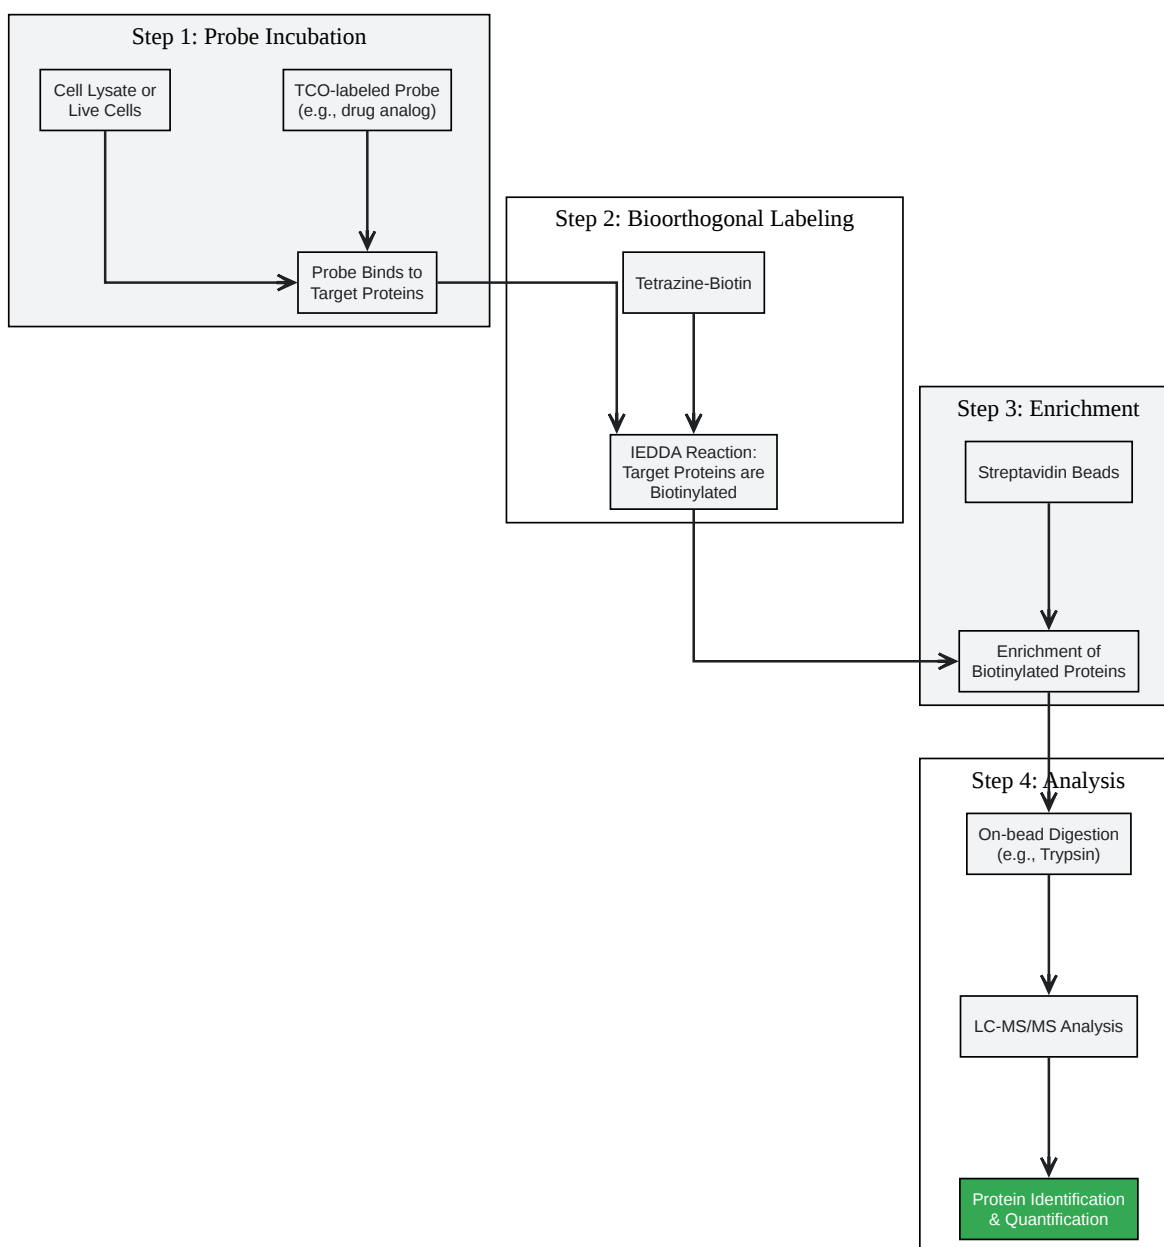 Step 1: Probe Incubation
Cell Lysate or
Live Cells
TCO-labeled Probe
(e.g., drug analog)
Probe Binds to
Target Proteins
Step 2: Bioorthogonal Labeling
Tetrazine-Biotin
IEDDA Reaction:
Target Proteins are
Biotinylated
Step 3: Enrichment
Streptavidin Beads
Enrichment of
Biotinylated Proteins
Step 4: Analysis
On-bead Digestion
(e.g., Trypsin)
LC-MS/MS Analysis
Protein Identification
& Quantification